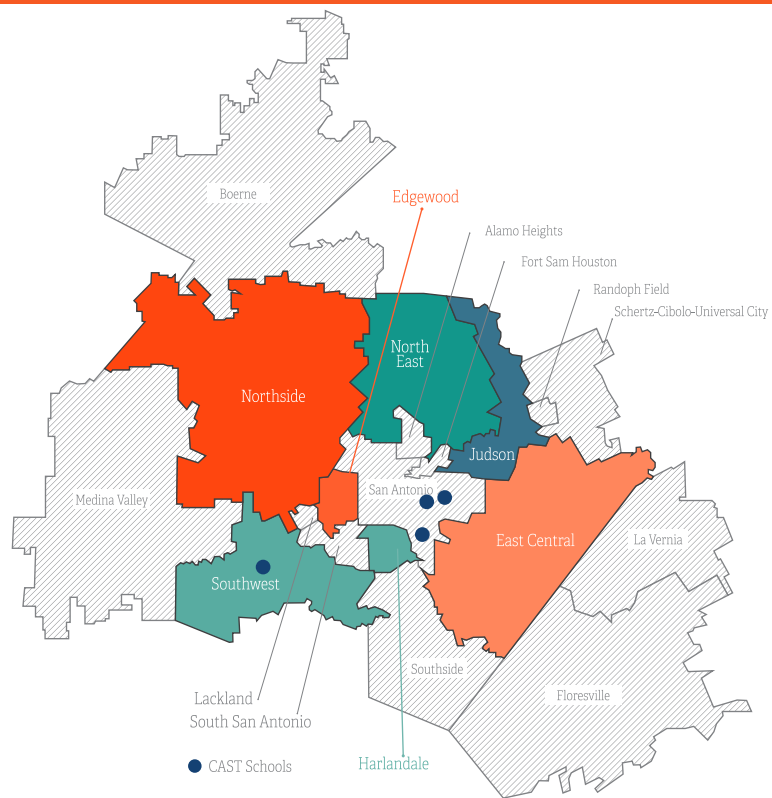 Boerne
Edgewood
Alamo Heights
Fort Sam Houston
Randoph Field
Schertz-Cibolo-Universal City
North
East
Northside
Judson
San Antonio
Medina Valley
East Central
La Vernia
Southwest
Southside
Floresville
Lackland
South San Antonio
Harlandale
CAST Schools